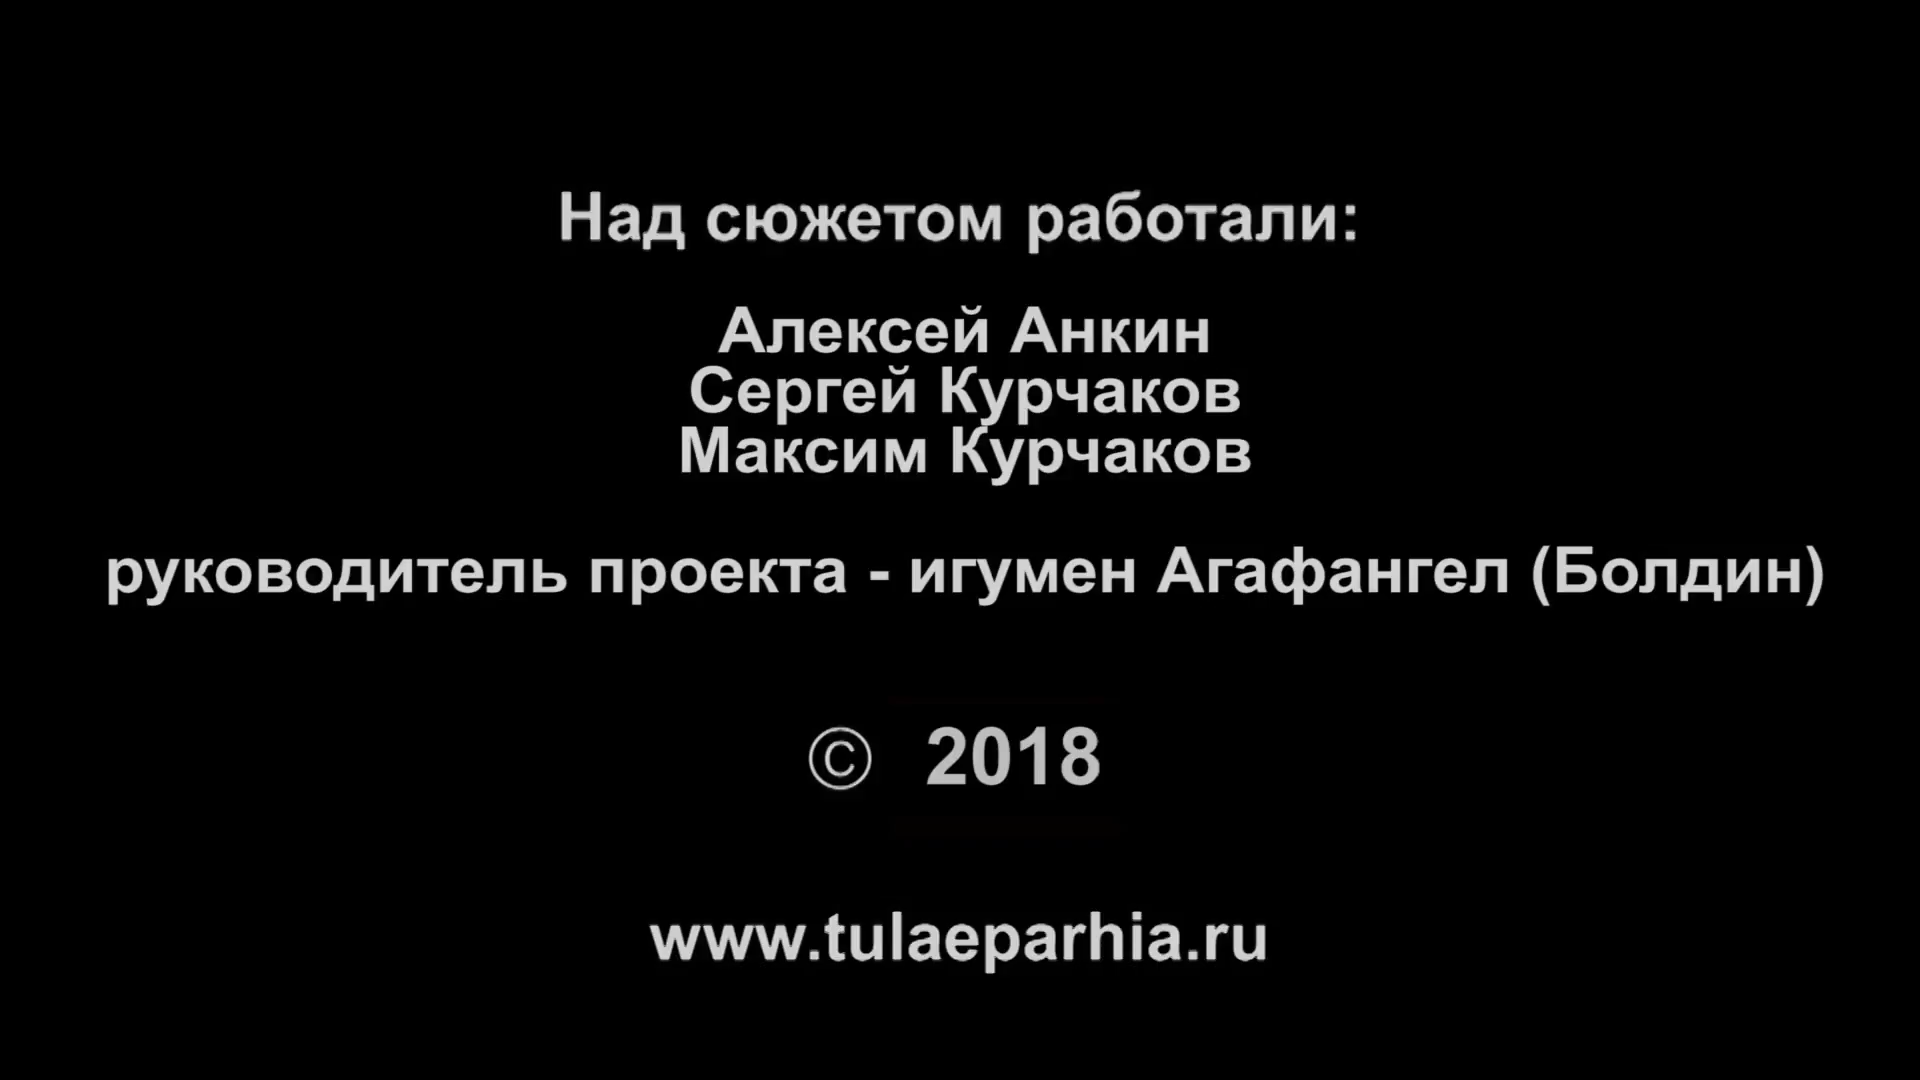 Над сюжетом работали:
Алексей Анкин
Сергей Курчаков
Максим Курчаков
руководитель проекта - игумен Агафангел (Болдин)
© 2018
www.tulaeparhia.ru